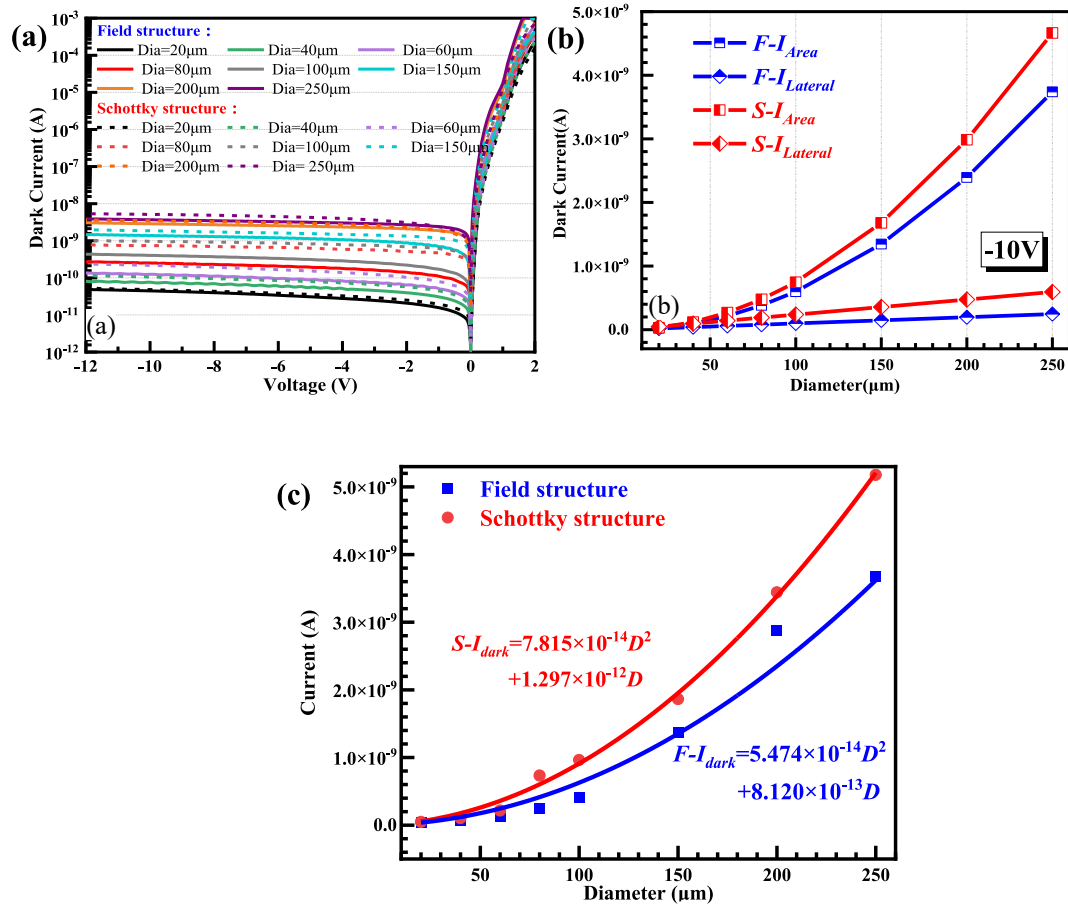 (a)
10⁻³
10⁻⁴
10⁻⁵
10⁻⁶
10⁻⁷
10⁻⁸
10⁻⁹
10⁻¹⁰
10⁻¹¹
10⁻¹²
Dark Current (A)
Field structure：
Dia=20μm Dia=40μm Dia=60μm
Dia=80μm Dia=100μm Dia=150μm
Dia=200μm Dia=250μm
Schottky structure：
Dia=20μm Dia=40μm Dia=60μm
Dia=80μm Dia=100μm Dia=150μm
Dia=200μm Dia= 250μm
(a)
-12 -10 -8 -6 -4 -2 0 2
Voltage (V)
(b)
5.0×10⁻⁹
4.0×10⁻⁹
3.0×10⁻⁹
2.0×10⁻⁹
1.0×10⁻⁹
0.0
Dark Current(A)
F-I_Area
F-I_Lateral
S-I_Area
S-I_Lateral
-10V
(b)
50 100 150 200 250
Diameter(μm)
(c)
5.0×10⁻⁹
4.0×10⁻⁹
3.0×10⁻⁹
2.0×10⁻⁹
1.0×10⁻⁹
0.0
Current (A)
Field structure
Schottky structure
S-I_dark=7.815×10⁻¹⁴D²
+1.297×10⁻¹²D
F-I_dark=5.474×10⁻¹⁴D²
+8.120×10⁻¹³D
50 100 150 200 250
Diameter (μm)